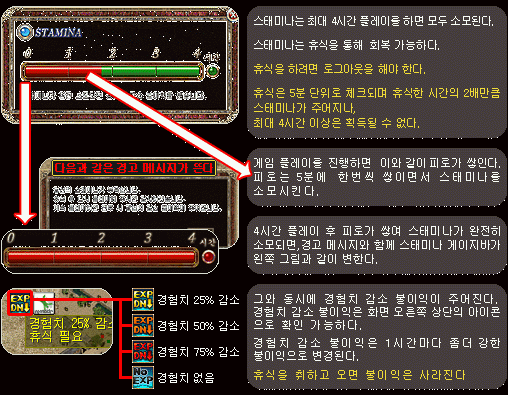 STAMINA
스태미나는 최대 4시간 플레이를 하면 모두 소모된다.
스태미나는 휴식을 통해 회복 가능하다.
휴식을 하려면 로그아웃을 해야 한다.
휴식은 5분 단위로 체크되며 휴식한 시간의 2배만큼
스태미나가 주어지나,
최대 4시간 이상은 획득될 수 없다.
다음과 같은 경고 메시지가 뜬다
게임 플레이를 진행하면 이와 같이 피로가 쌓인다.
피로는 5분에 한번씩 쌓이면서 스태미나를
소모시킨다.
0 1 2 3 4 시간
4시간 플레이 후 피로가 쌓여 스태미나가 완전히
소모되면, 경고 메시지와 함께 스태미나 게이지바가
왼쪽 그림과 같이 변한다.
EXP
DN
경험치 25% 감소
휴식 필요
EXP
DN
경험치 25% 감소
EXP
DN
경험치 50% 감소
EXP
DN
경험치 75% 감소
No
EXP
경험치 없음
그와 동시에 경험치 감소 불이익이 주어진다.
경험치 감소 불이익은 화면 오른쪽 상단의 아이콘
으로 확인 가능하다.
경험치 감소 불이익은 1시간마다 좀더 강한
불이익으로 변경된다.
휴식을 취하고 오면 불이익은 사라진다